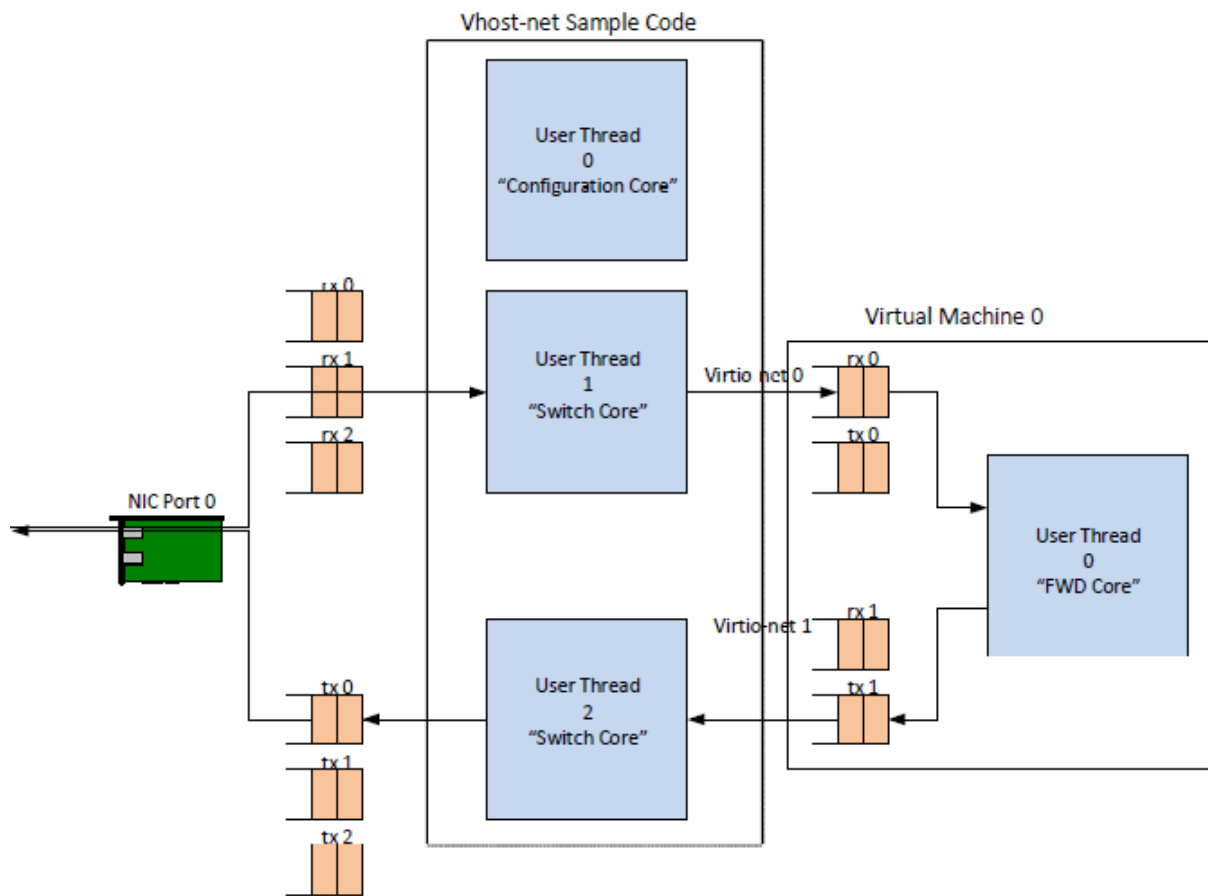 Vhost-net Sample Code
User Thread
0
“Configuration Core”
rx 0
rx 1
rx 2
User Thread
1
“Switch Core”
Virtio-net 0
Virtual Machine 0
rx 0
tx 0
NIC Port 0
User Thread
0
“FWD Core”
rx 1
Virtio-net 1
tx 1
User Thread
2
“Switch Core”
tx 0
tx 1
tx 2